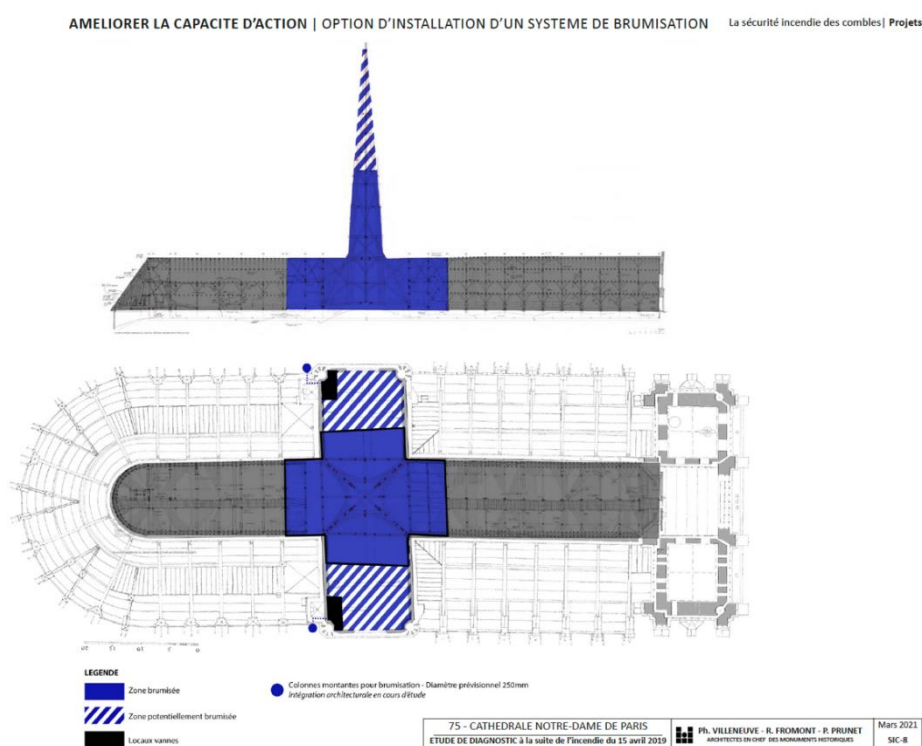 AMELIORER LA CAPACITE D'ACTION | OPTION D'INSTALLATION D'UN SYSTEME DE BRUMISATION
La sécurité incendie des combles| Projets
LEGENDE
Zone brumisée
Zone potentiellement brumisée
Locaux vannes
Colonnes montantes pour brumisation - Diamètre prévisionnel 250mm
Intégration architecturale en cours d'étude
75 - CATHEDRALE NOTRE-DAME DE PARIS
ETUDE DE DIAGNOSTIC à la suite de l'incendie du 15 avril 2019
Ph. VILLENEUVE - R. FROMONT - P. PRUNET
ARCHITECTES EN CHEF DES MONUMENTS HISTORIQUES
Mars 2021
SIC-8